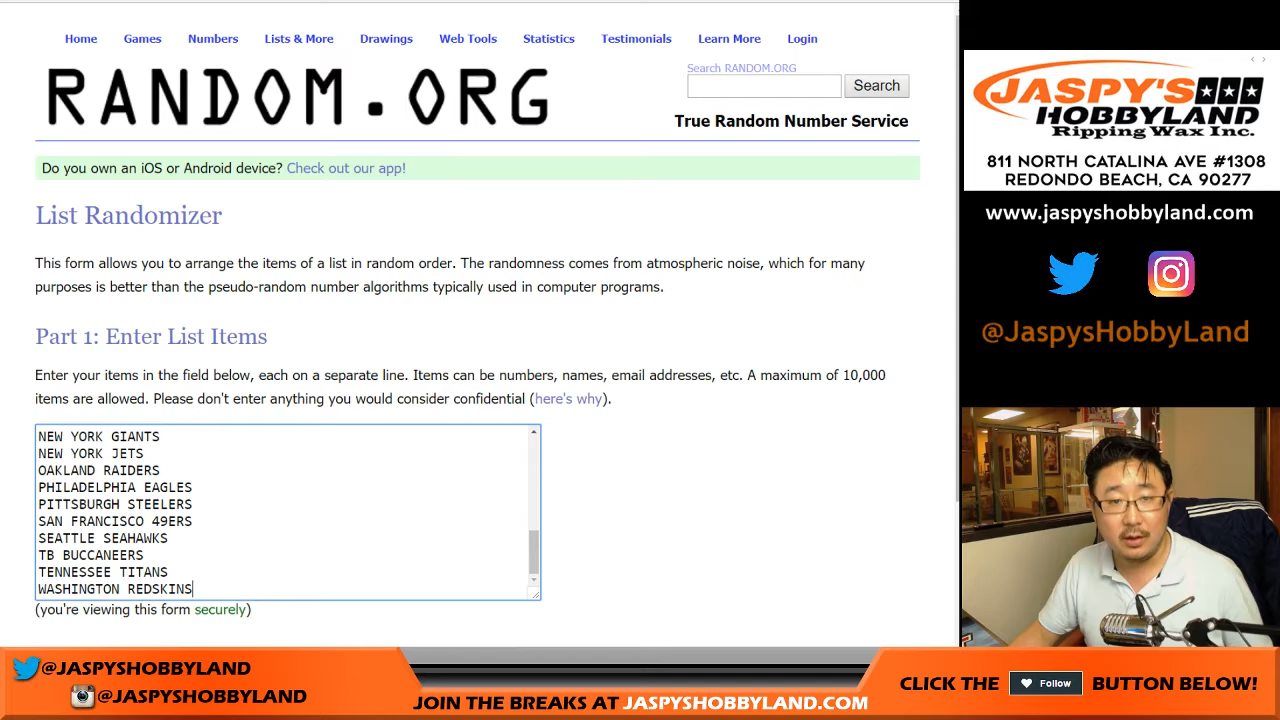 Home Games Numbers Lists & More Drawings Web Tools Statistics Testimonials Learn More Login
RANDOM.ORG
Search RANDOM.ORG
Search
True Random Number Service
Do you own an iOS or Android device? Check out our app!
List Randomizer
This form allows you to arrange the items of a list in random order. The randomness comes from atmospheric noise, which for many
purposes is better than the pseudo-random number algorithms typically used in computer programs.
Part 1: Enter List Items
Enter your items in the field below, each on a separate line. Items can be numbers, names, email addresses, etc. A maximum of 10,000
items are allowed. Please don't enter anything you would consider confidential (here's why).
NEW YORK GIANTS
NEW YORK JETS
OAKLAND RAIDERS
PHILADELPHIA EAGLES
PITTSBURGH STEELERS
SAN FRANCISCO 49ERS
SEATTLE SEAHAWKS
TB BUCCANEERS
TENNESSEE TITANS
WASHINGTON REDSKINS
(you're viewing this form securely)
JASPY'S
HOBBYLAND
Ripping Wax Inc.
811 NORTH CATALINA AVE #1308
REDONDO BEACH, CA 90277
www.jaspyshobbyland.com
@JaspysHobbyLand
@JASPYSHOBBYLAND
@JASPYSHOBBYLAND
JOIN THE BREAKS AT JASPYSHOBBYLAND.COM
CLICK THE Follow BUTTON BELOW!